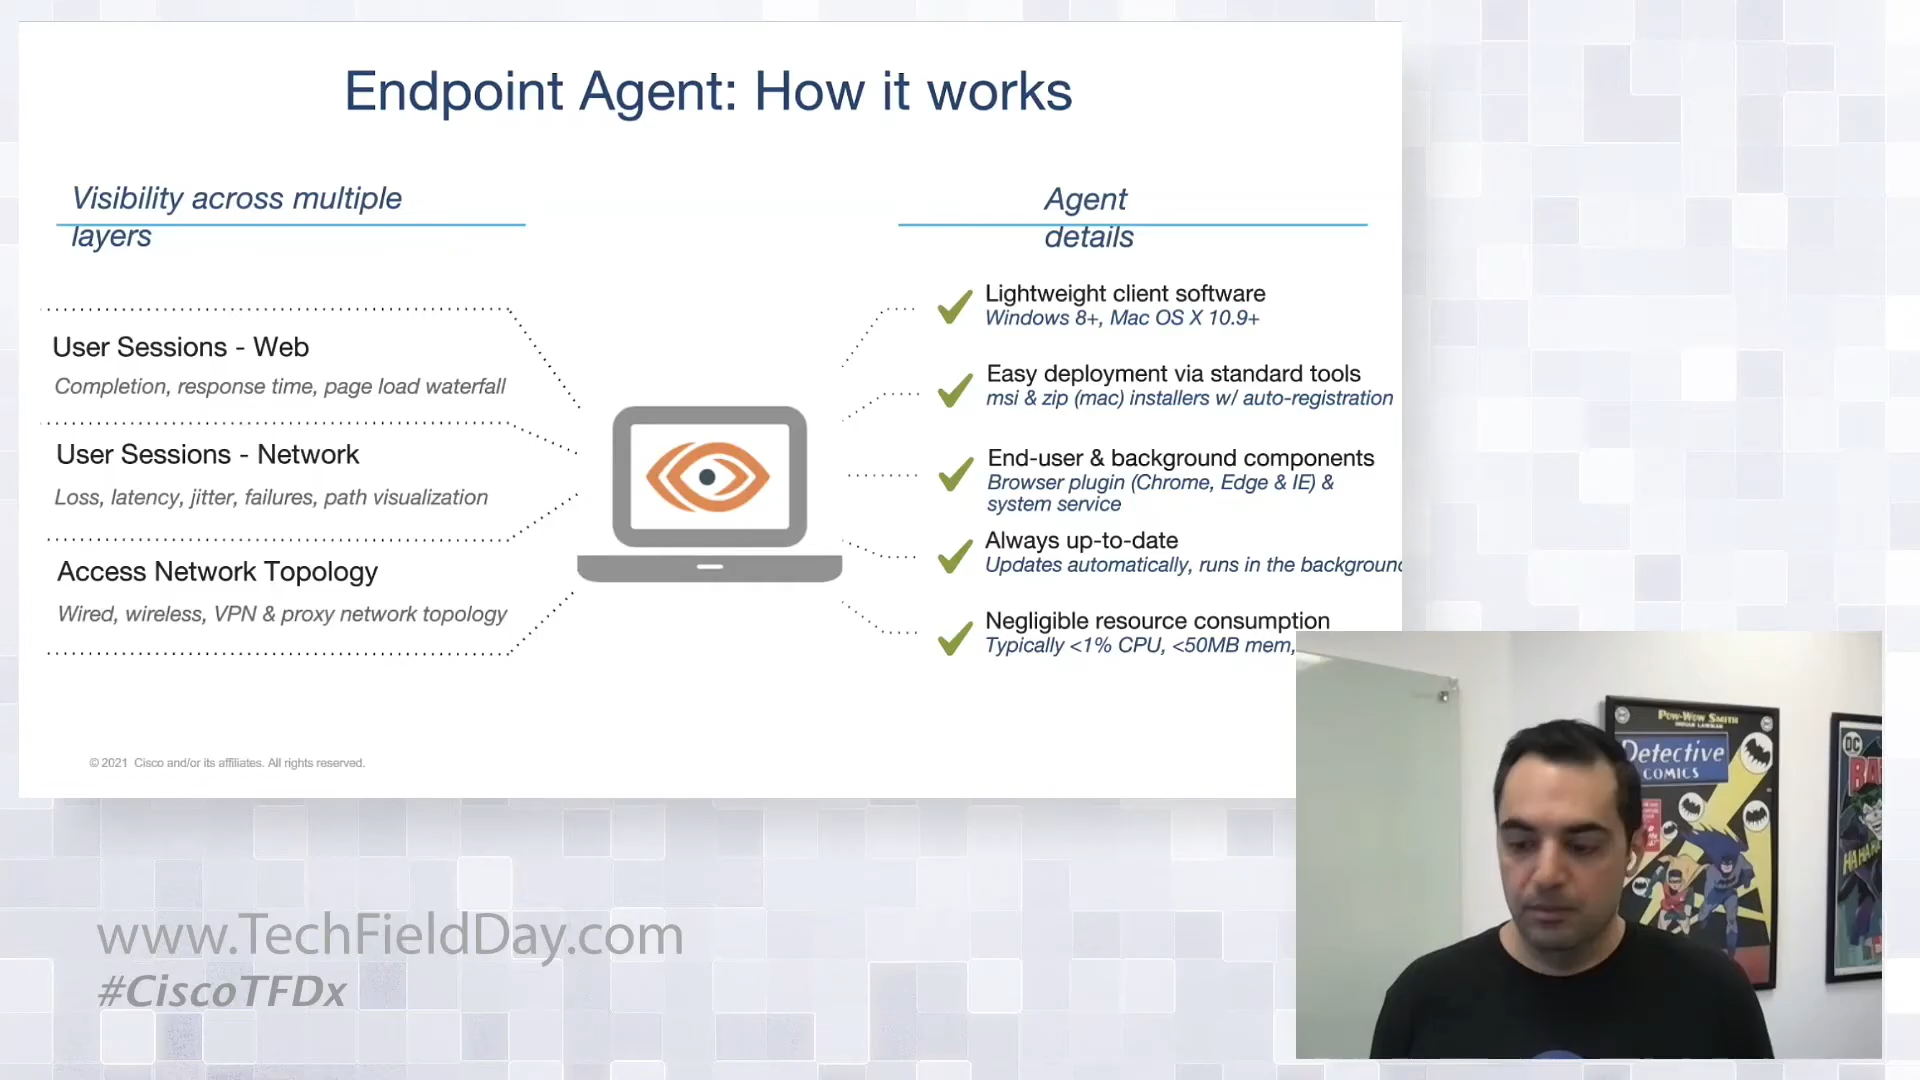 Endpoint Agent: How it works
Visibility across multiple
layers
User Sessions - Web
Completion, response time, page load waterfall
User Sessions - Network
Loss, latency, jitter, failures, path visualization
Access Network Topology
Wired, wireless, VPN & proxy network topology
Agent
details
Lightweight client software
Windows 8+, Mac OS X 10.9+
Easy deployment via standard tools
msi & zip (mac) installers w/ auto-registration
End-user & background components
Browser plugin (Chrome, Edge & IE) &
system service
Always up-to-date
Updates automatically, runs in the background
Negligible resource consumption
Typically <1% CPU, <50MB mem,
© 2021 Cisco and/or its affiliates. All rights reserved.
www.TechFieldDay.com
#CiscoTFDx
Pow-Wow Smith
Detective
COMICS
DC